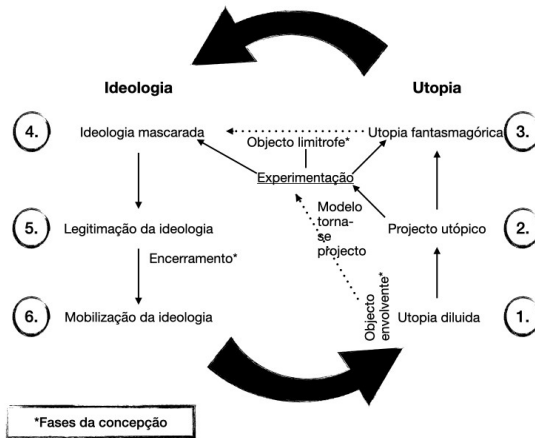 Ideologia
Utopia
4.
Ideologia mascarada
Objecto limitrofe*
Utopia fantasmagórica
3.
Experimentação
5.
Legitimação da ideologia
Modelo
torna-
se
projecto
Projecto utópico
2.
Encerramento*
6.
Mobilização da ideologia
Objecto
envolvente*
Utopia diluida
1.
*Fases da concepção